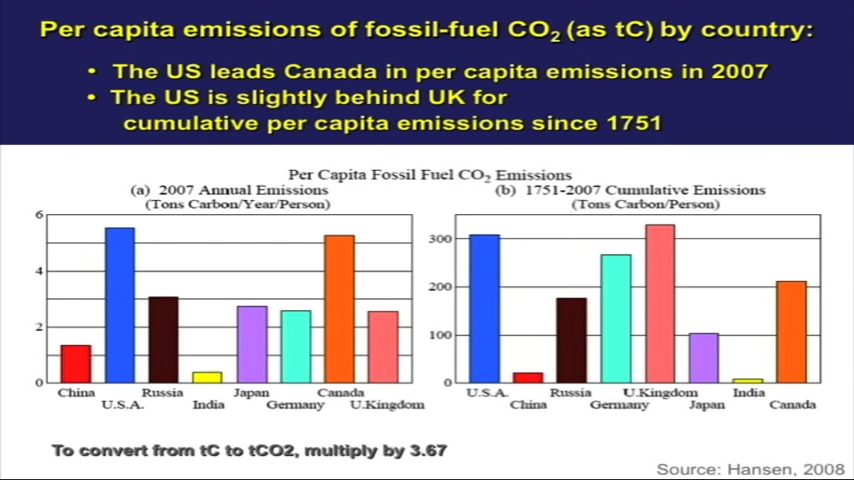 Per capita emissions of fossil-fuel CO2 (as tC) by country:
• The US leads Canada in per capita emissions in 2007
• The US is slightly behind UK for
cumulative per capita emissions since 1751
Per Capita Fossil Fuel CO2 Emissions
(a) 2007 Annual Emissions
(Tons Carbon/Year/Person)
6
4
2
0
China
U.S.A.
Russia
India
Japan
Germany
Canada
U.Kingdom
(b) 1751-2007 Cumulative Emissions
(Tons Carbon/Person)
300
200
100
0
U.S.A.
China
Russia
Germany
U.Kingdom
Japan
India
Canada
To convert from tC to tCO2, multiply by 3.67
Source: Hansen, 2008